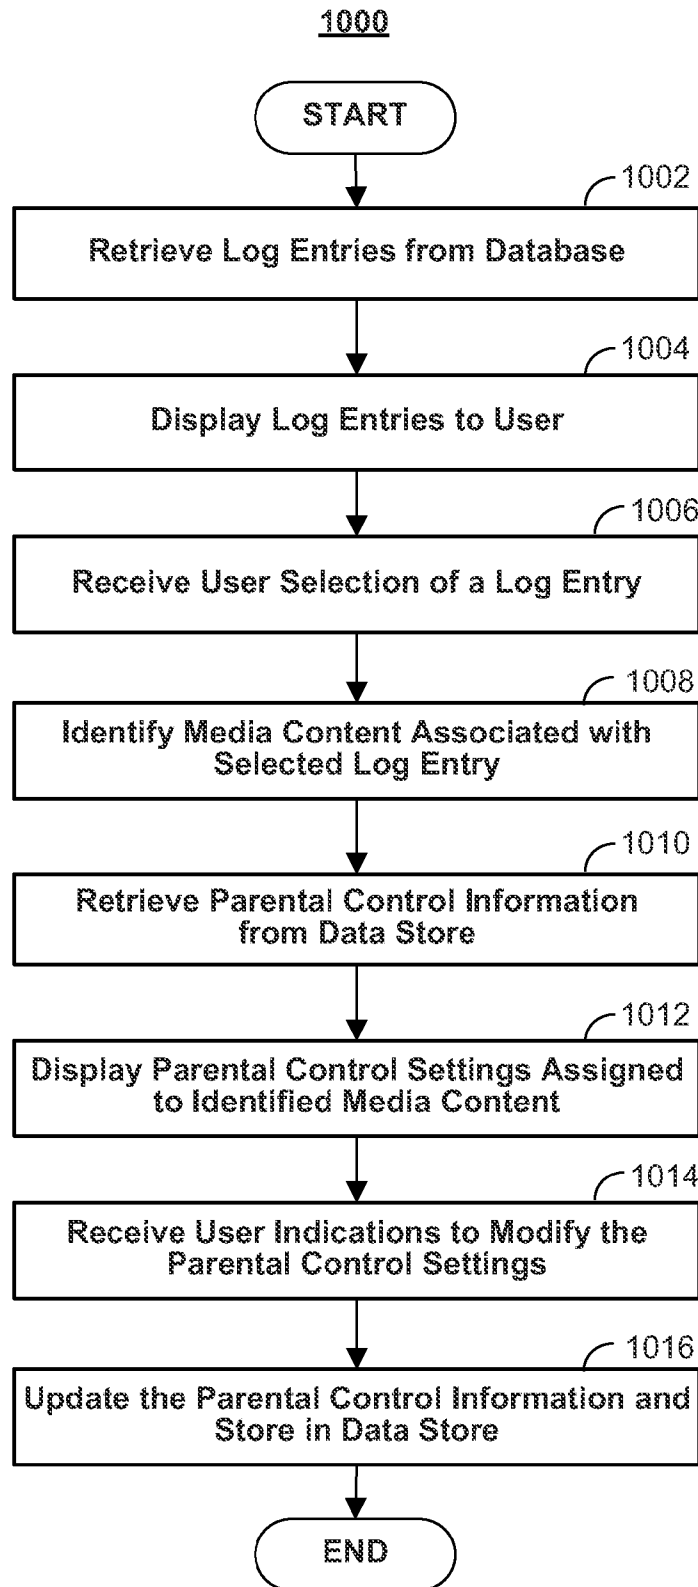 1000
START
1002
Retrieve Log Entries from Database
1004
Display Log Entries to User
1006
Receive User Selection of a Log Entry
1008
Identify Media Content Associated with
Selected Log Entry
1010
Retrieve Parental Control Information
from Data Store
1012
Display Parental Control Settings Assigned
to Identified Media Content
1014
Receive User Indications to Modify the
Parental Control Settings
1016
Update the Parental Control Information and
Store in Data Store
END